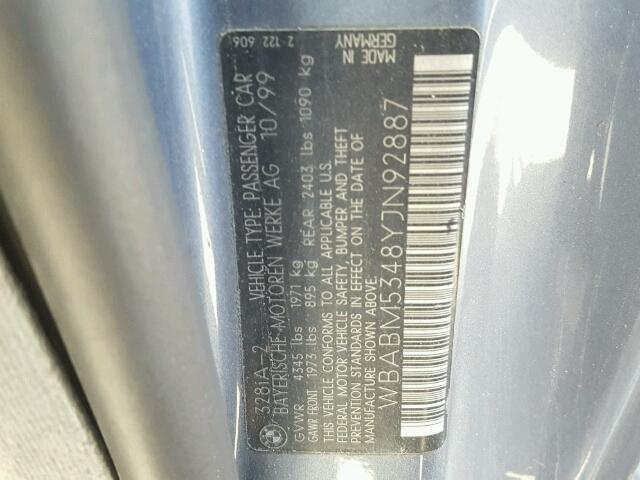 2 122 606
MADE IN
GERMANY
328iA-2 VEHICLE TYPE: PASSENGER CAR
BAYERISCHE MOTOREN WERKE AG 10/99
GVWR 4345 lbs 1971 kg
GAWR FRONT 1973 lbs 895 kg REAR 2403 lbs 1090 kg
THIS VEHICLE CONFORMS TO ALL APPLICABLE U.S.
FEDERAL MOTOR VEHICLE SAFETY, BUMPER AND THEFT
PREVENTION STANDARDS IN EFFECT ON THE DATE OF
MANUFACTURE SHOWN ABOVE.
WBABM5348YJN92887